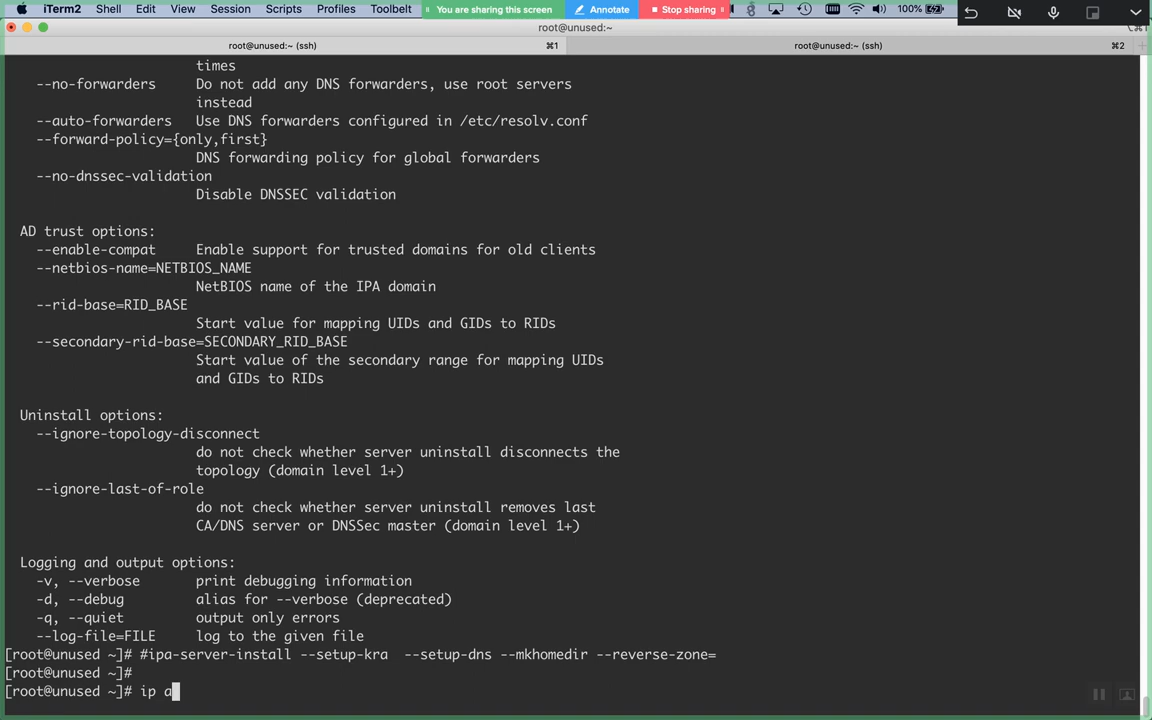 iTerm2 Shell Edit View Session Scripts Profiles Toolbelt You are sharing this screen Annotate Stop sharing 100%
root@unused:~
root@unused:~ (ssh) ⌘1 root@unused:~ (ssh) ⌘2
times
--no-forwarders Do not add any DNS forwarders, use root servers
instead
--auto-forwarders Use DNS forwarders configured in /etc/resolv.conf
--forward-policy={only,first}
DNS forwarding policy for global forwarders
--no-dnssec-validation
Disable DNSSEC validation
AD trust options:
--enable-compat Enable support for trusted domains for old clients
--netbios-name=NETBIOS_NAME
NetBIOS name of the IPA domain
--rid-base=RID_BASE
Start value for mapping UIDs and GIDs to RIDs
--secondary-rid-base=SECONDARY_RID_BASE
Start value of the secondary range for mapping UIDs
and GIDs to RIDs
Uninstall options:
--ignore-topology-disconnect
do not check whether server uninstall disconnects the
topology (domain level 1+)
--ignore-last-of-role
do not check whether server uninstall removes last
CA/DNS server or DNSSec master (domain level 1+)
Logging and output options:
-v, --verbose print debugging information
-d, --debug alias for --verbose (deprecated)
-q, --quiet output only errors
--log-file=FILE log to the given file
[root@unused ~]# #ipa-server-install --setup-kra  --setup-dns --mkhomedir --reverse-zone=
[root@unused ~]#
[root@unused ~]# ip a